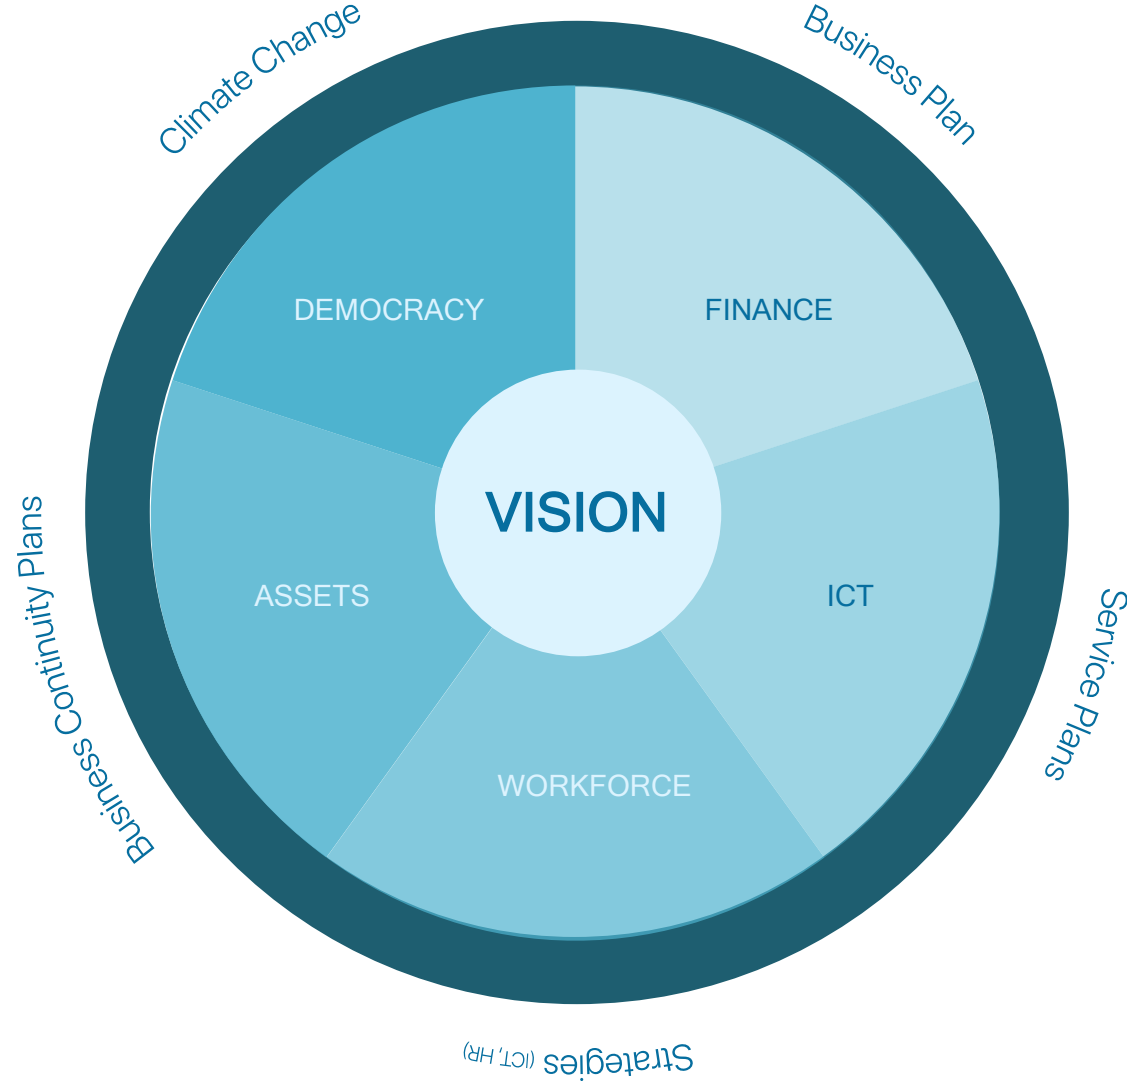 Climate Change
Business Plan
DEMOCRACY
FINANCE
VISION
ASSETS
ICT
WORKFORCE
Business Continuity Plans
Service Plans
Strategies (ICT, HR)